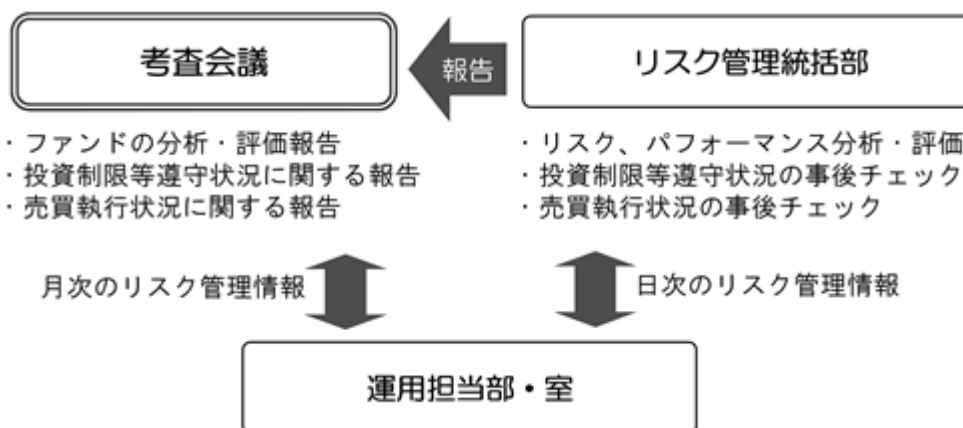 考査会議
報告
リスク管理統括部
・ファンドの分析・評価報告
・投資制限等遵守状況に関する報告
・売買執行状況に関する報告
・リスク、パフォーマンス分析・評価
・投資制限等遵守状況の事後チェック
・売買執行状況の事後チェック
月次のリスク管理情報
日次のリスク管理情報
運用担当部・室